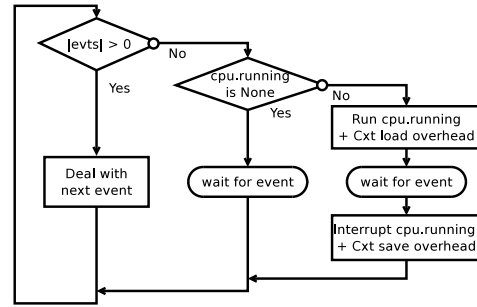 |evts| > 0
No
Yes
cpu.running
is None
No
Yes
Run cpu.running
+ Cxt load overhead
Deal with
next event
wait for event
wait for event
Interrupt cpu.running
+ Cxt save overhead